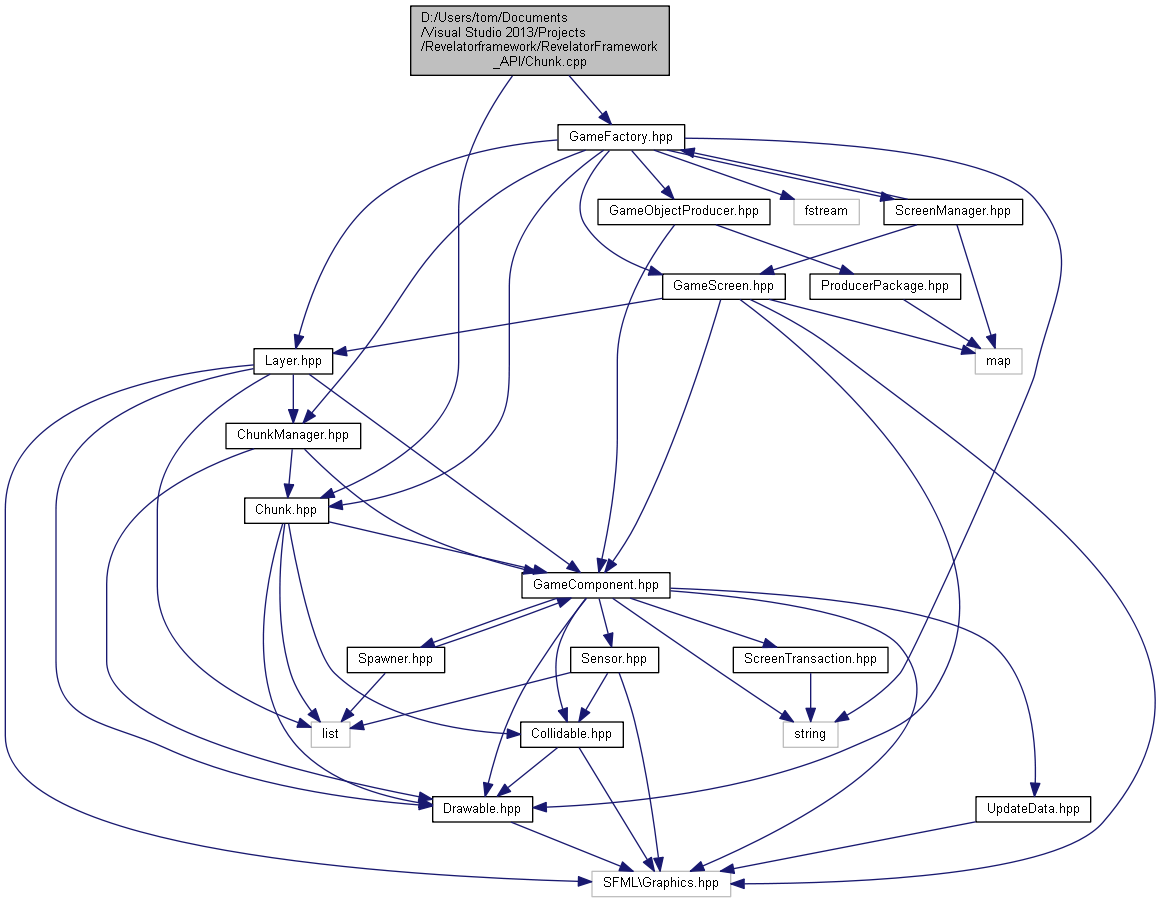 D:/Users/tom/Documents
/Visual Studio 2013/Projects
/Revelatorframework/RevelatorFramework
_API/Chunk.cpp
GameFactory.hpp
GameObjectProducer.hpp
fstream
ScreenManager.hpp
GameScreen.hpp
ProducerPackage.hpp
Layer.hpp
map
ChunkManager.hpp
Chunk.hpp
GameComponent.hpp
Spawner.hpp
Sensor.hpp
ScreenTransaction.hpp
list
Collidable.hpp
string
Drawable.hpp
UpdateData.hpp
SFML\Graphics.hpp